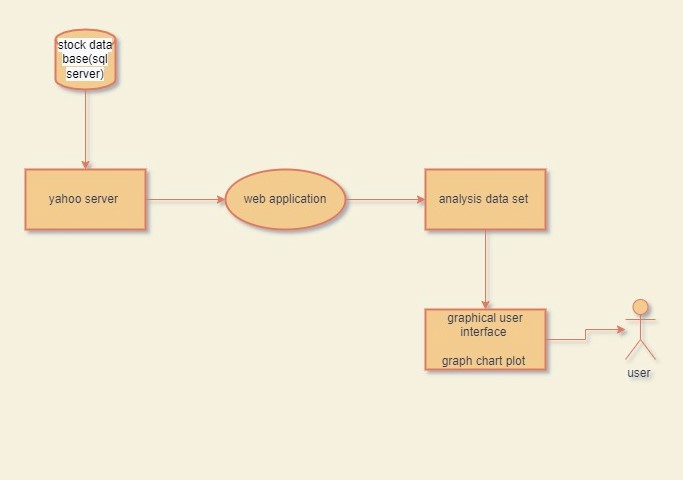 stock data
base(sql
server)
yahoo server
web application
analysis data set
graphical user
interface
graph chart plot
user